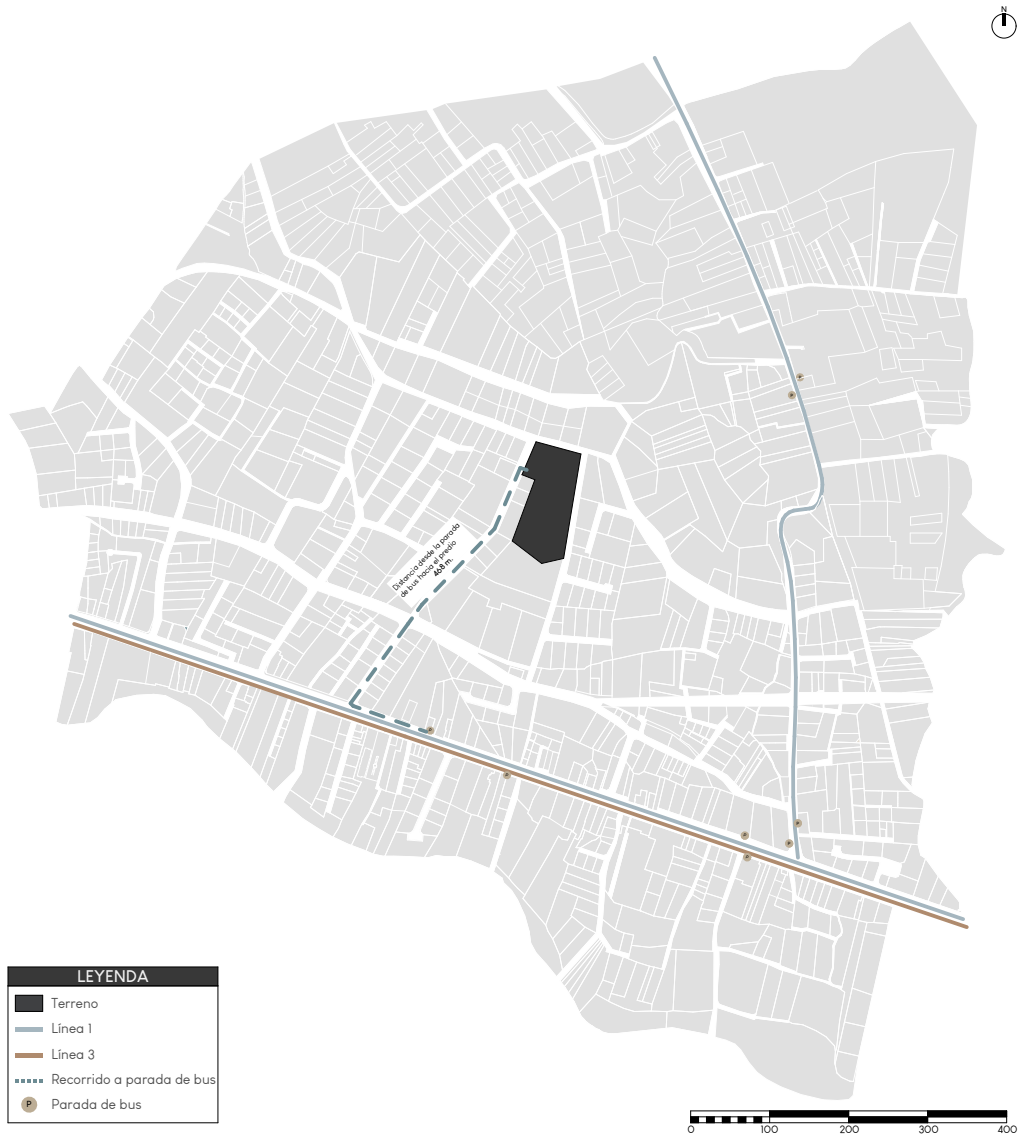 N
Distancia desde la parada
de bus hacia el predio
468 m.
P
P
P
P
P
P
P
P
LEYENDA
Terreno
Línea 1
Línea 3
Recorrido a parada de bus
P Parada de bus
0 100 200 300 400